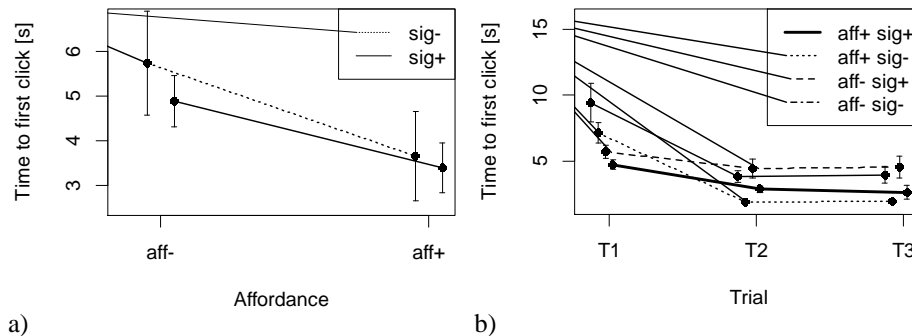 Time to first click [s]
6
5
4
3
aff-
aff+
Affordance
sig-
sig+
a)
Time to first click [s]
15
10
5
T1
T2
T3
Trial
aff+ sig+
aff+ sig-
aff- sig+
aff- sig-
b)